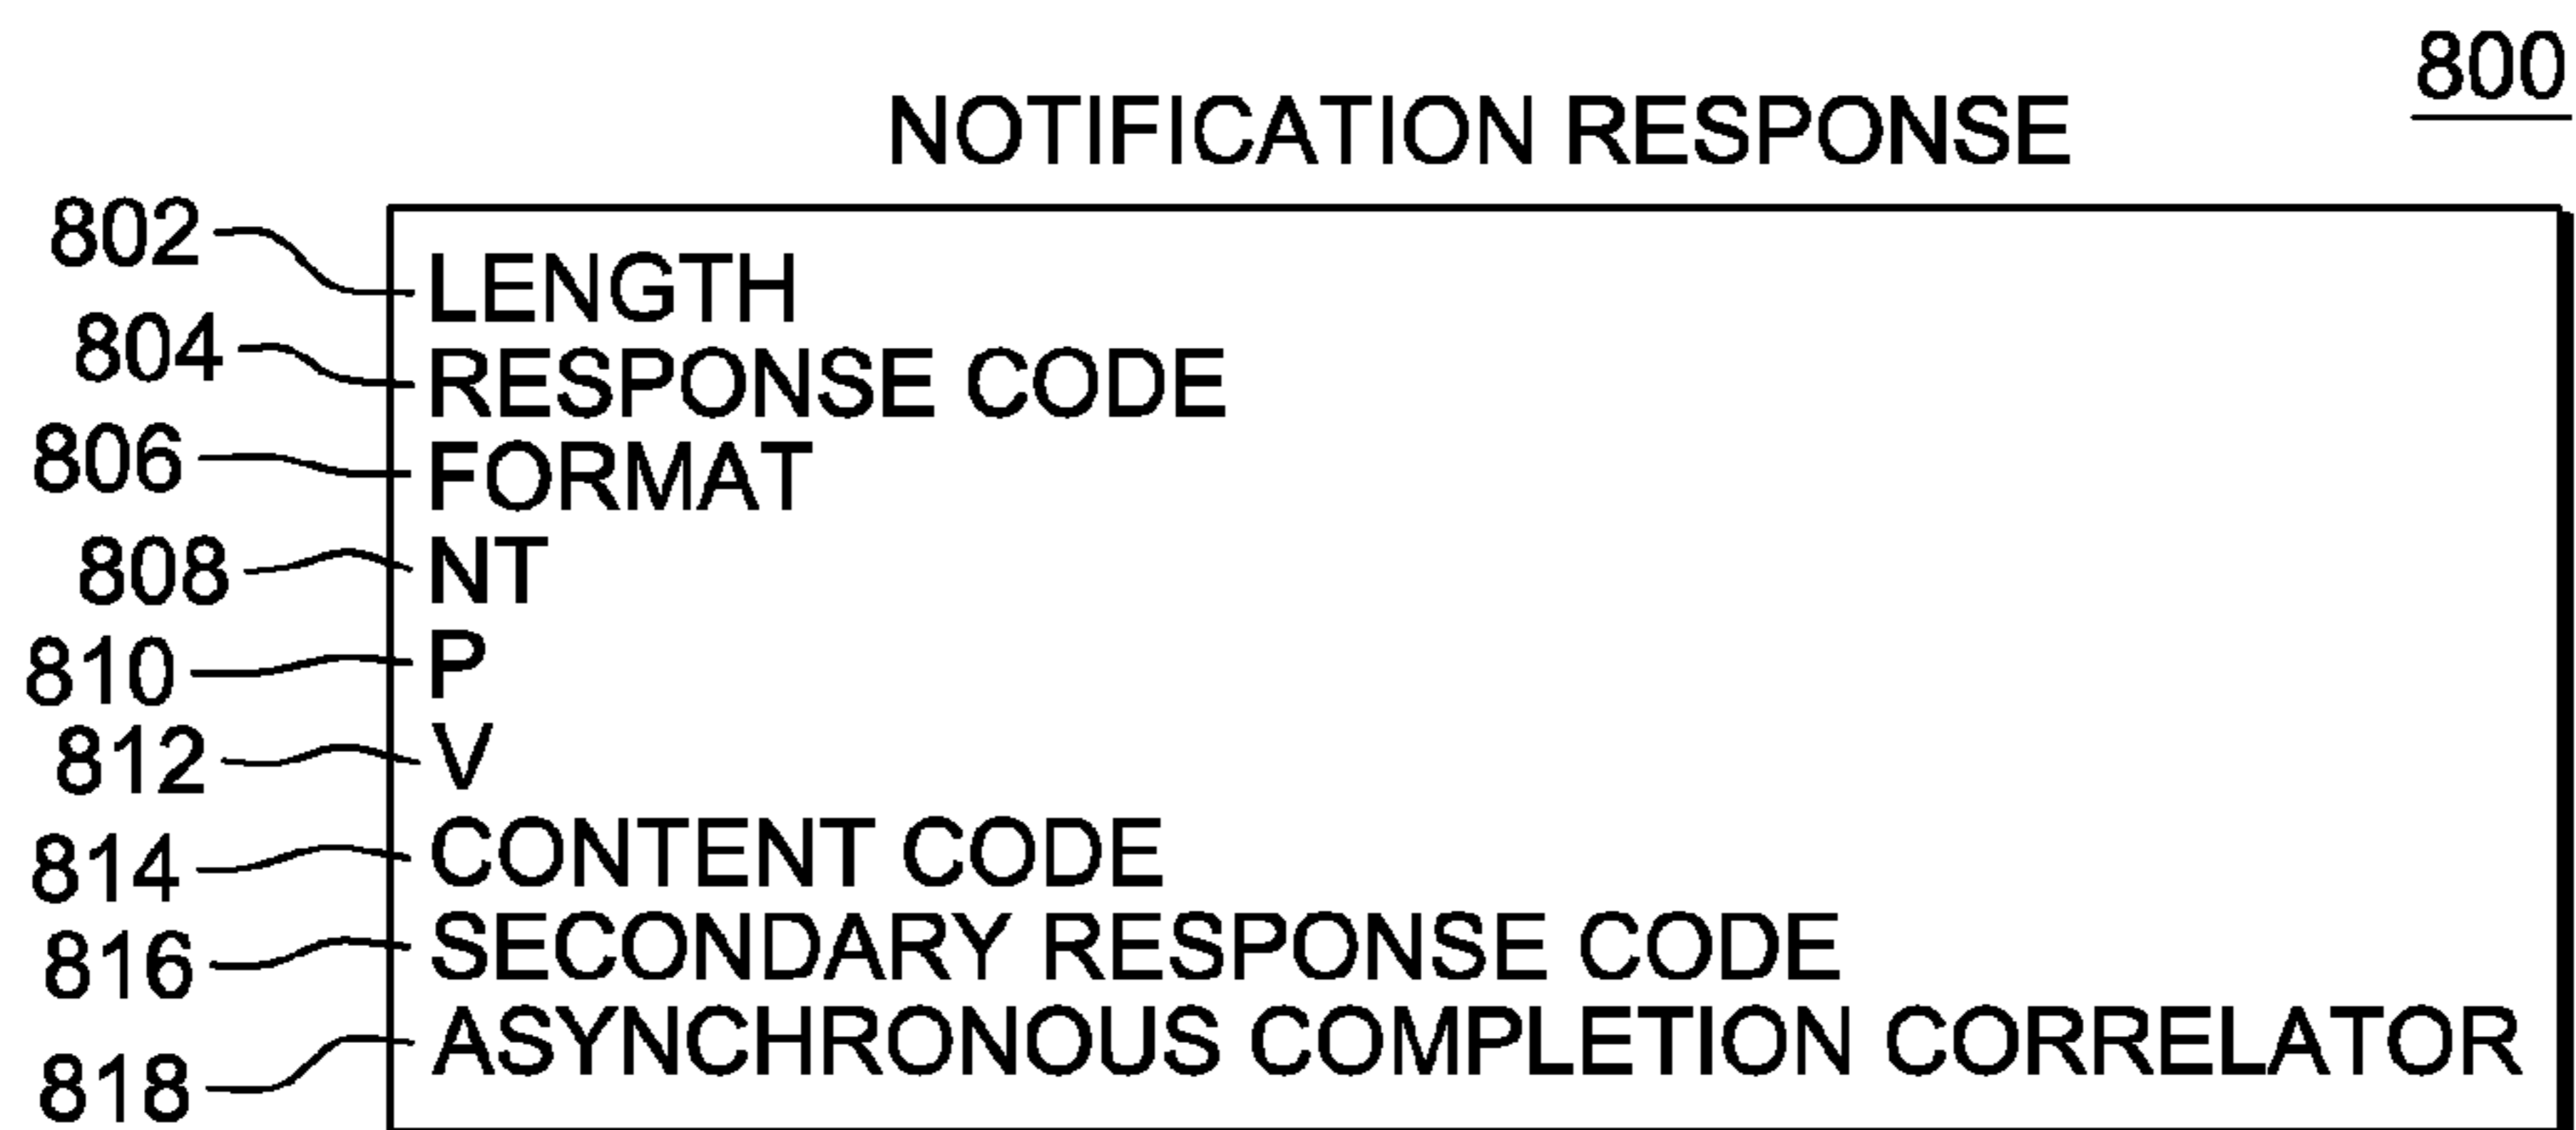 800
NOTIFICATION RESPONSE
802 LENGTH
804 RESPONSE CODE
806 FORMAT
808 NT
810 P
812 V
814 CONTENT CODE
816 SECONDARY RESPONSE CODE
818 ASYNCHRONOUS COMPLETION CORRELATOR